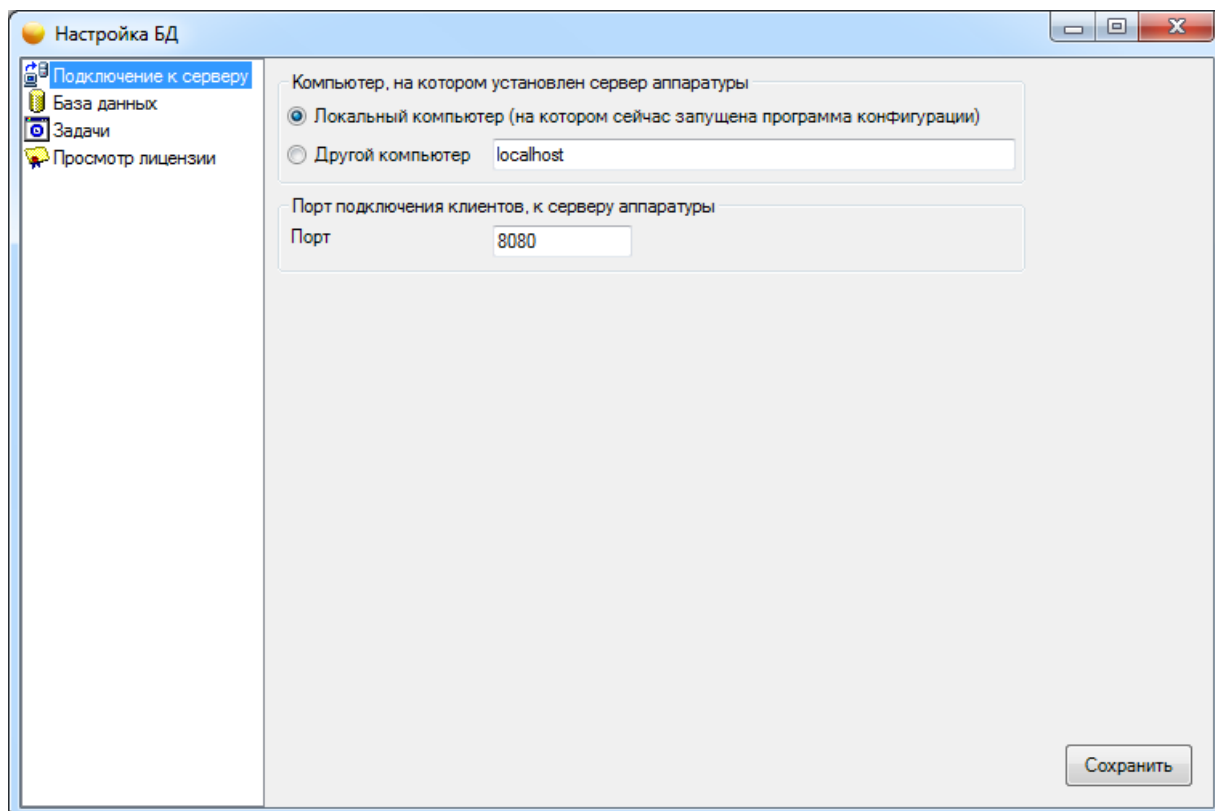 Настройка БД
Подключение к серверу
База данных
Задачи
Просмотр лицензии
Компьютер, на котором установлен сервер аппаратуры
Локальный компьютер (на котором сейчас запущена программа конфигурации)
Другой компьютер localhost
Порт подключения клиентов, к серверу аппаратуры
Порт 8080
Сохранить